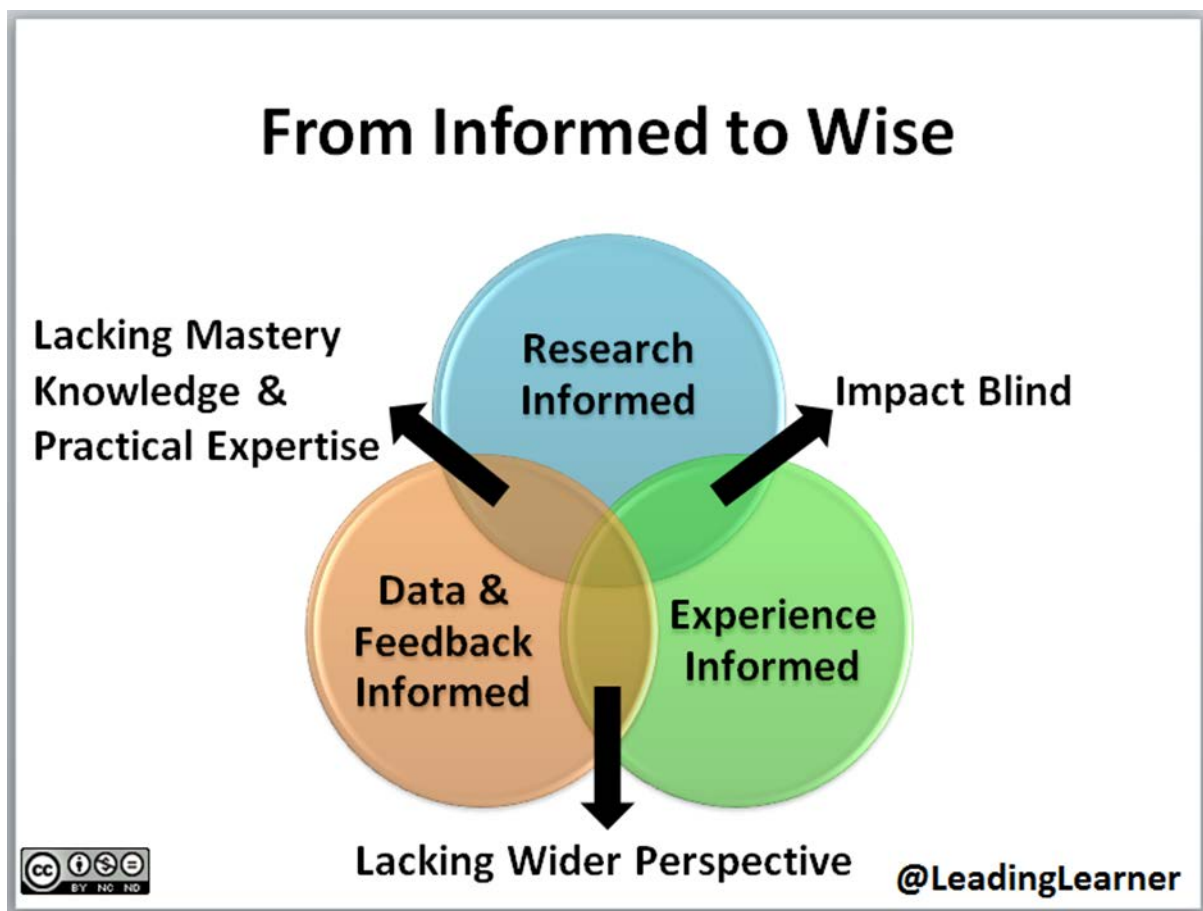 From Informed to Wise
Lacking Mastery
Knowledge &
Practical Expertise
Research
Informed
Impact Blind
Data &
Feedback
Informed
Experience
Informed
Lacking Wider Perspective
cc
BY NC ND
@LeadingLearner